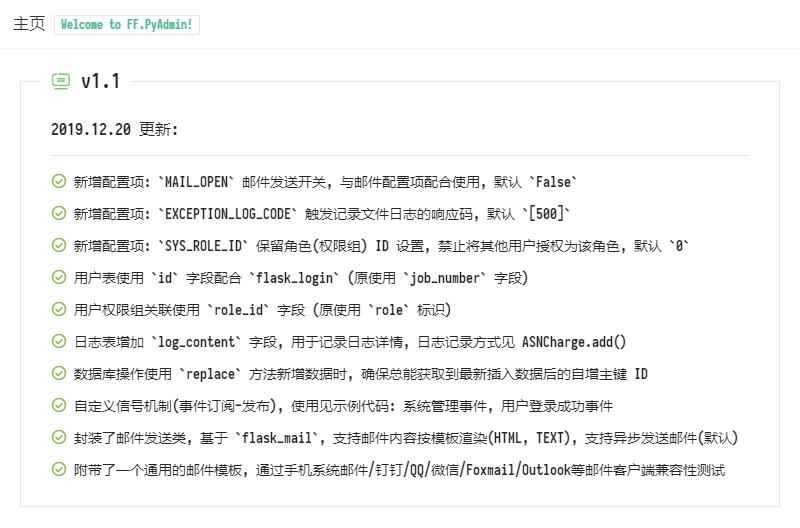 主页 Welcome to FF.PyAdmin!
v1.1
2019.12.20 更新:
新增配置项: `MAIL_OPEN` 邮件发送开关, 与邮件配置项配合使用, 默认 `False`
新增配置项: `EXCEPTION_LOG_CODE` 触发记录文件日志的响应码, 默认 `[500]`
新增配置项: `SYS_ROLE_ID` 保留角色(权限组) ID 设置, 禁止将其他用户授权为该角色, 默认 `0`
用户表使用 `id` 字段配合 `flask_login` (原使用 `job_number` 字段)
用户权限组关联使用 `role_id` 字段 (原使用 `role` 标识)
日志表增加 `log_content` 字段, 用于记录日志详情, 日志记录方式见 ASNCharge.add()
数据库操作使用 `replace` 方法新增数据时, 确保总能获取到最新插入数据后的自增主键 ID
自定义信号机制(事件订阅-发布), 使用见示例代码: 系统管理事件, 用户登录成功事件
封装了邮件发送类, 基于 `flask_mail`, 支持邮件内容按模板渲染(HTML, TEXT), 支持异步发送邮件(默认)
附带了一个通用的邮件模板, 通过手机系统邮件/钉钉/QQ/微信/Foxmail/Outlook等邮件客户端兼容性测试